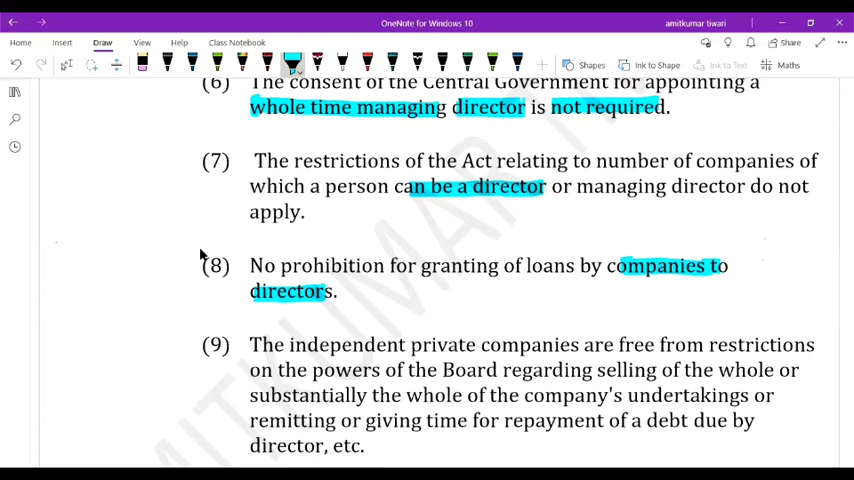 OneNote for Windows 10
amitkumar tiwari
Home Insert Draw View Help Class Notebook
Share
Shapes Ink to Shape Ink to Text Maths
(6) The consent of the Central Government for appointing a
whole time managing director is not required.
(7) The restrictions of the Act relating to number of companies of
which a person can be a director or managing director do not
apply.
(8) No prohibition for granting of loans by companies to
directors.
(9) The independent private companies are free from restrictions
on the powers of the Board regarding selling of the whole or
substantially the whole of the company's undertakings or
remitting or giving time for repayment of a debt due by
director, etc.